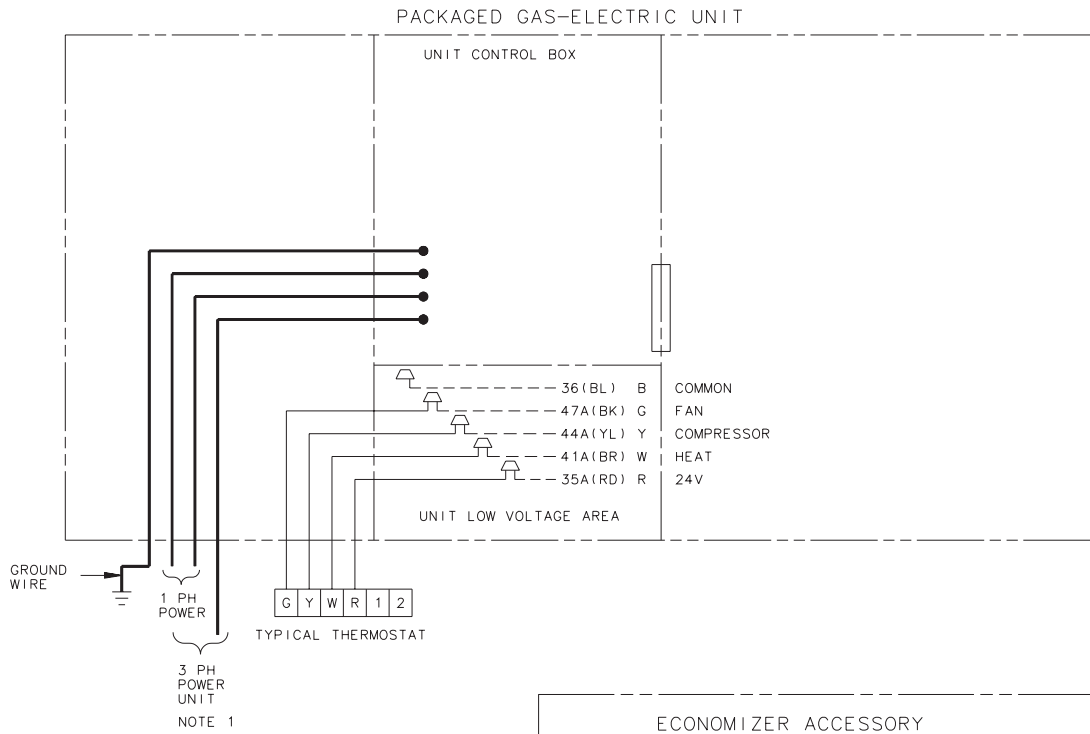 PACKAGED GAS-ELECTRIC UNIT
UNIT CONTROL BOX
36(BL) B COMMON
47A(BK) G FAN
44A(YL) Y COMPRESSOR
41A(BR) W HEAT
35A(RD) R 24V
UNIT LOW VOLTAGE AREA
GROUND
WIRE
1 PH
POWER
G Y W R 1 2
TYPICAL THERMOSTAT
3 PH
POWER
UNIT
NOTE 1
ECONOMIZER ACCESSORY